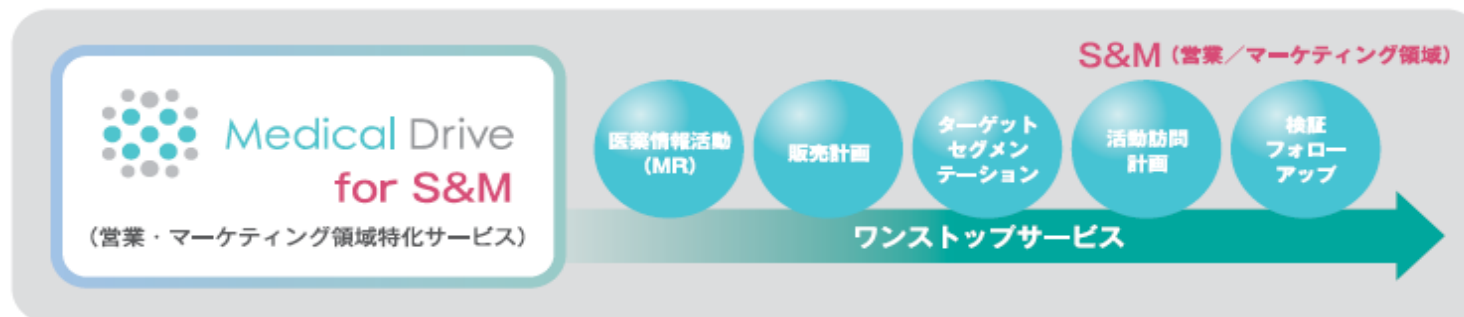 Medical Drive
for S&M
（営業・マーケティング領域特化サービス）
S&M（営業／マーケティング領域）
医薬情報活動
（MR）
販売計画
ターゲット
セグメン
テーション
活動訪問
計画
検証
フォロー
アップ
ワンストップサービス